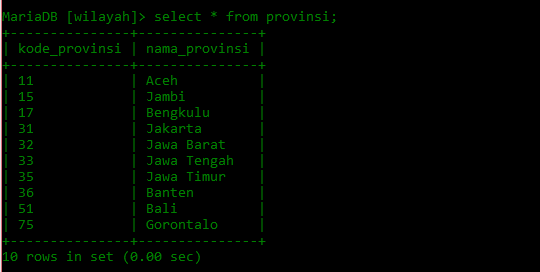 MariaDB [wilayah]> select * from provinsi;
+---------------+---------------+
| kode_provinsi | nama_provinsi |
+---------------+---------------+
| 11            | Aceh          |
| 15            | Jambi         |
| 17            | Bengkulu      |
| 31            | Jakarta       |
| 32            | Jawa Barat    |
| 33            | Jawa Tengah   |
| 35            | Jawa Timur    |
| 36            | Banten        |
| 51            | Bali          |
| 75            | Gorontalo     |
+---------------+---------------+
10 rows in set (0.00 sec)